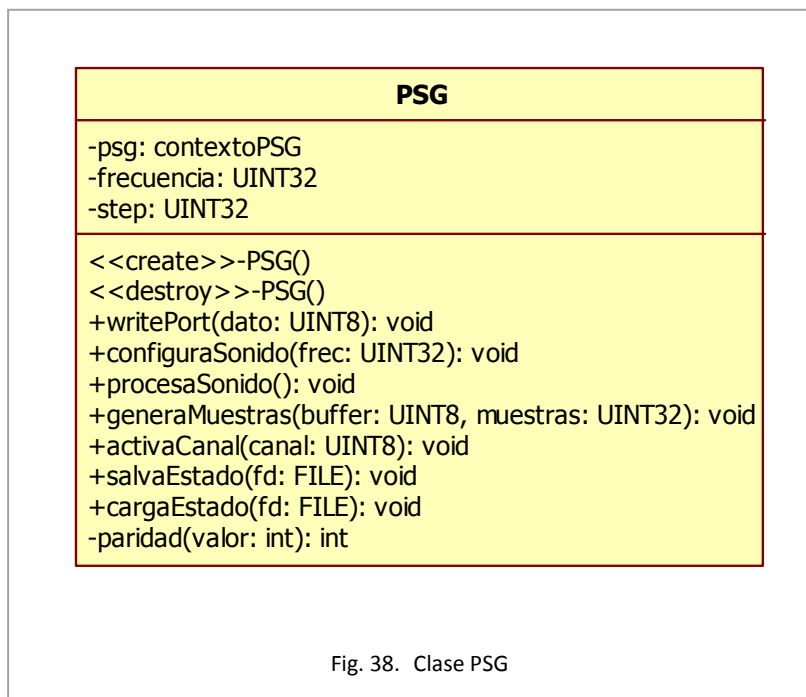 PSG
-psg: contextoPSG
-frecuencia: UINT32
-step: UINT32
<<create>>-PSG()
<<destroy>>-PSG()
+writePort(dato: UINT8): void
+configuraSonido(frec: UINT32): void
+procesaSonido(): void
+generaMuestras(buffer: UINT8, muestras: UINT32): void
+activaCanal(canal: UINT8): void
+salvaEstado(fd: FILE): void
+cargaEstado(fd: FILE): void
-paridad(valor: int): int
Fig. 38. Clase PSG